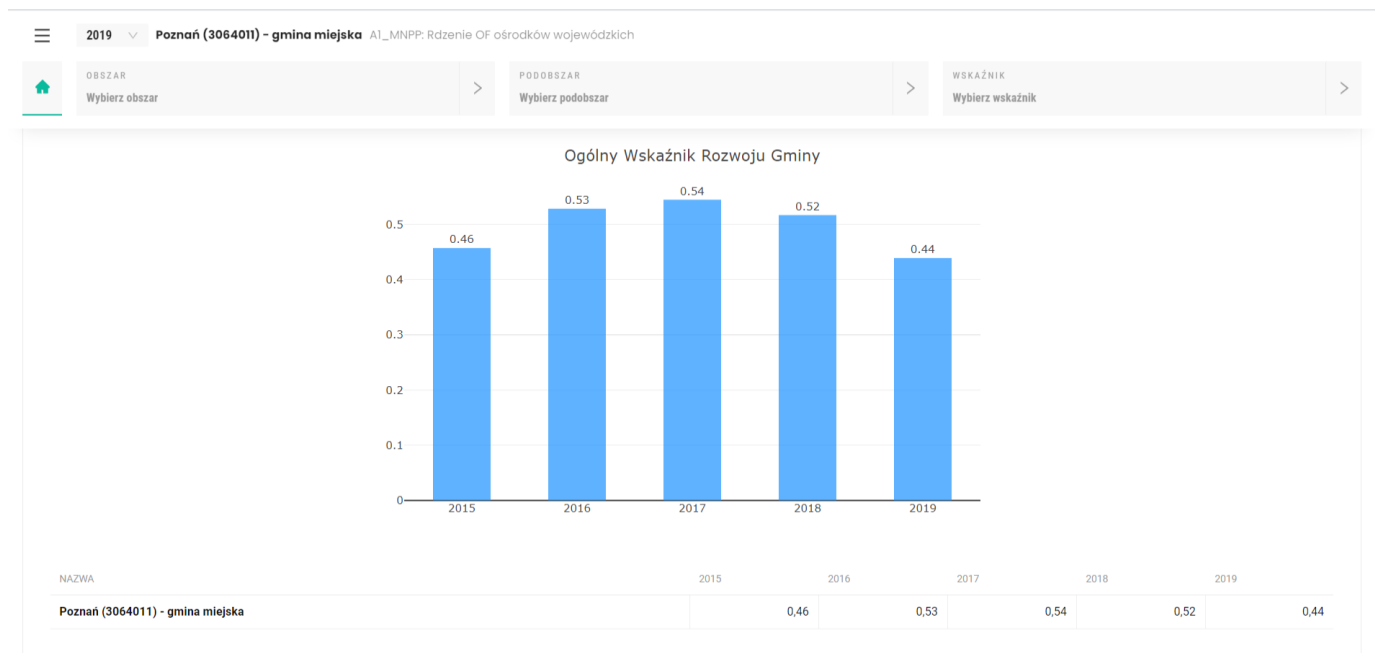 2019 Poznań (3064011) - gmina miejska A1_MNPP: Rdzenie OF ośrodków wojewódzkich
OBSZAR
Wybierz obszar
PODOBSZAR
Wybierz podobszar
WSKAŹNIK
Wybierz wskaźnik
Ogólny Wskaźnik Rozwoju Gminy
0.46 0.53 0.54 0.52 0.44
0.5
0.4
0.3
0.2
0.1
0
2015 2016 2017 2018 2019
NAZWA 2015 2016 2017 2018 2019
Poznań (3064011) - gmina miejska 0,46 0,53 0,54 0,52 0,44